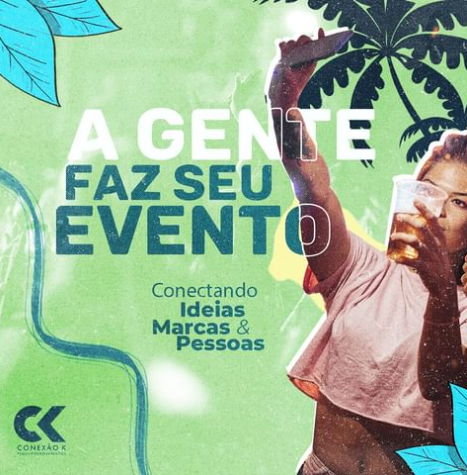 A GENTE
FAZ SEU
EVENTO
Conectando
Ideias
Marcas &
Pessoas
CK
CONEXÃO K